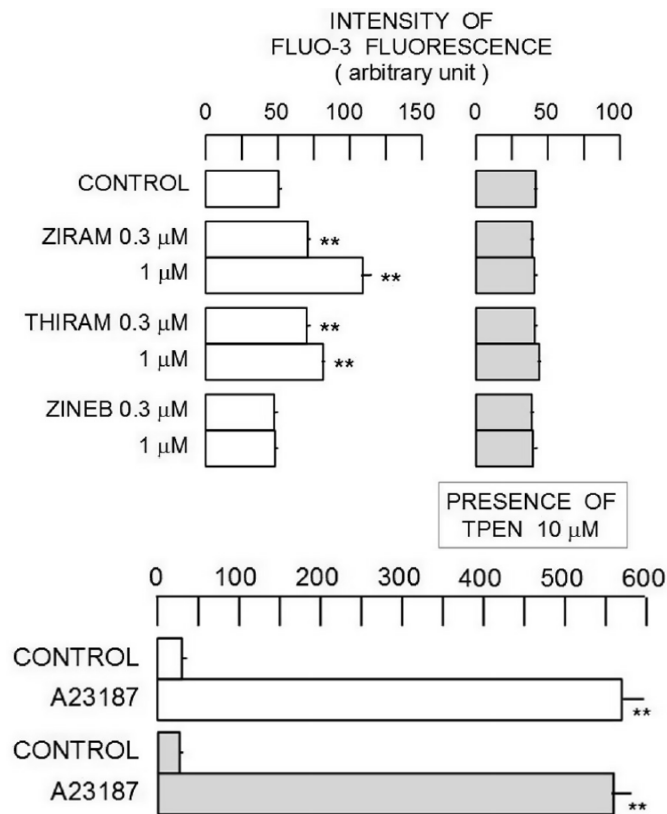 INTENSITY OF
FLUO-3 FLUORESCENCE
( arbitrary unit )
0 50 100 150 0 50 100
CONTROL
ZIRAM 0.3 μM **
1 μM **
THIRAM 0.3 μM **
1 μM **
ZINEB 0.3 μM
1 μM
PRESENCE OF
TPEN 10 μM
0 100 200 300 400 500 600
CONTROL
A23187 **
CONTROL
A23187 **